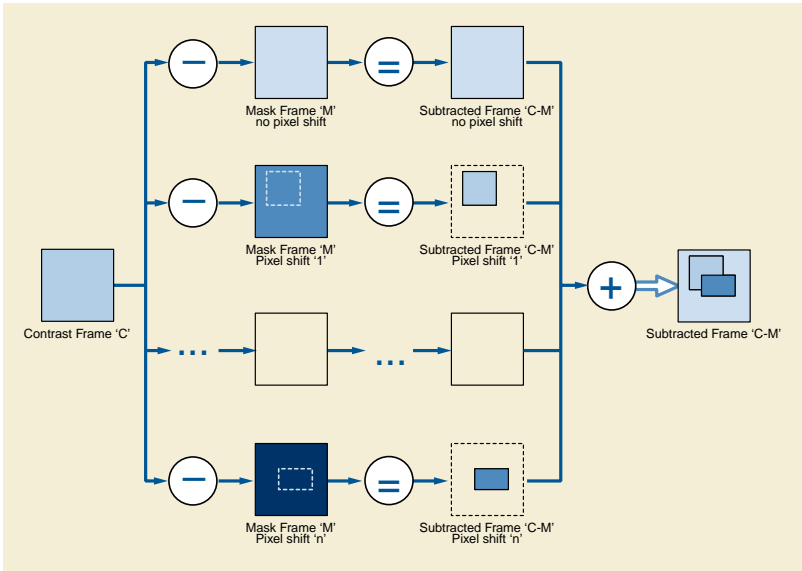 Mask Frame ‘M’
no pixel shift
Subtracted Frame ‘C-M’
no pixel shift
Mask Frame ‘M’
Pixel shift ‘1’
Subtracted Frame ‘C-M’
Pixel shift ‘1’
Contrast Frame ‘C’
Subtracted Frame ‘C-M’
... ...
Mask Frame ‘M’
Pixel shift ‘n’
Subtracted Frame ‘C-M’
Pixel shift ‘n’